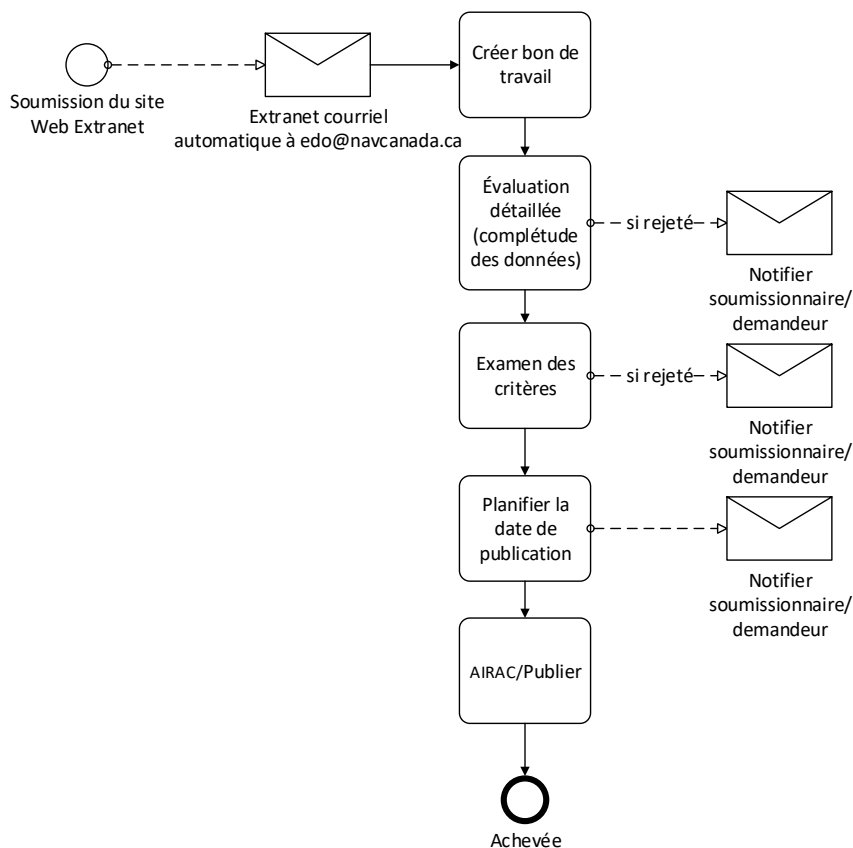 Soumission du site
Web Extranet
Extranet courriel
automatique à edo@navcanada.ca
Créer bon de
travail
Évaluation
détaillée
(complétude
des données)
si rejeté
Notifier
soumissionnaire/
demandeur
Examen des
critères
si rejeté
Notifier
soumissionnaire/
demandeur
Planifier la
date de
publication
Notifier
soumissionnaire/
demandeur
AIRAC/Publier
Achevée